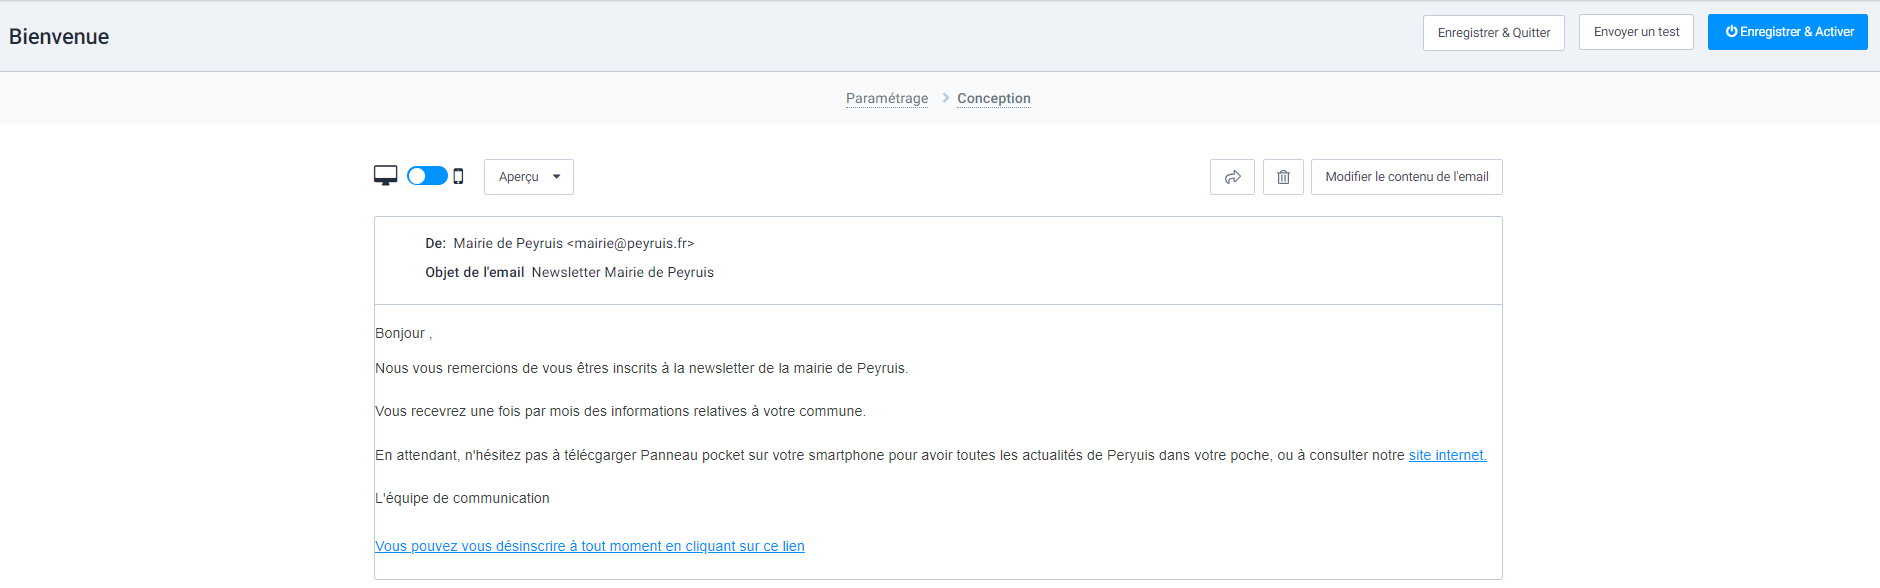 Bienvenue
Enregistrer & Quitter
Envoyer un test
Enregistrer & Activer
Paramétrage
Conception
Aperçu
Modifier le contenu de l'email
De: Mairie de Peyruis <mairie@peyruis.fr>
Objet de l'email Newsletter Mairie de Peyruis
Bonjour ,
Nous vous remercions de vous êtres inscrits à la newsletter de la mairie de Peyruis.
Vous recevrez une fois par mois des informations relatives à votre commune.
En attendant, n'hésitez pas à télécgarger Panneau pocket sur votre smartphone pour avoir toutes les actualités de Peryuis dans votre poche, ou à consulter notre site internet.
L'équipe de communication
Vous pouvez vous désinscrire à tout moment en cliquant sur ce lien